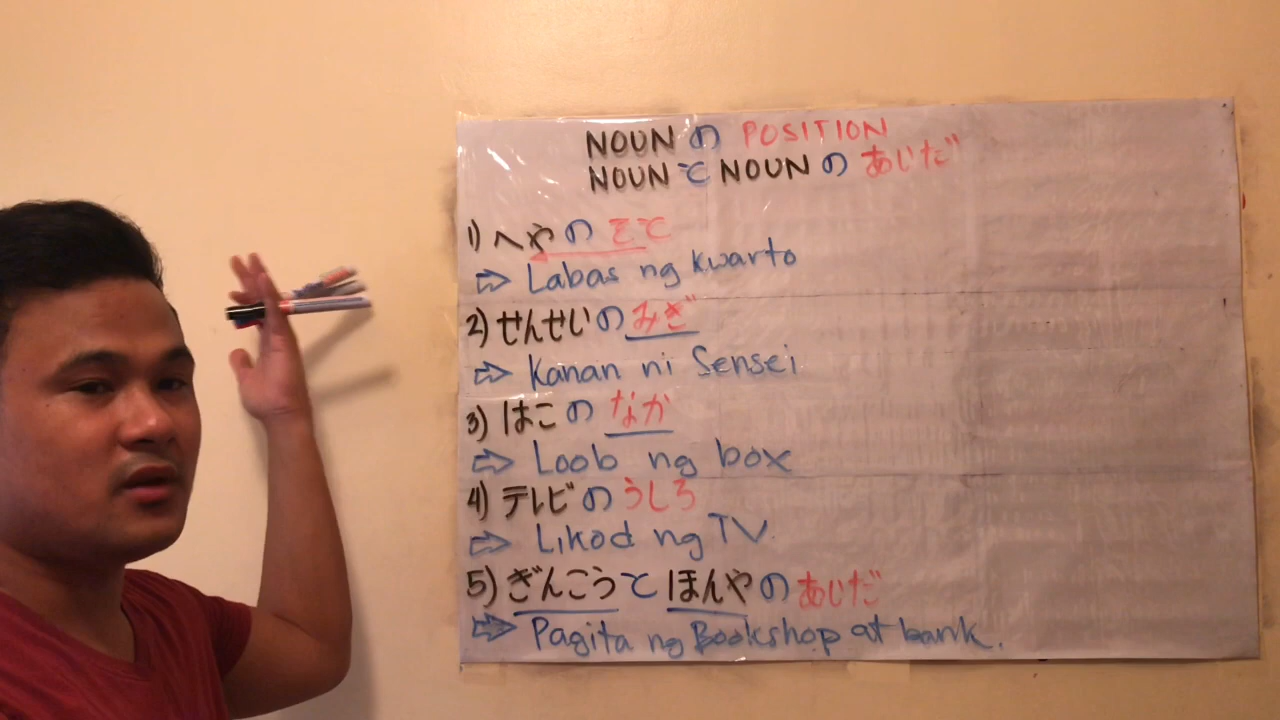 NOUN の POSITION
NOUN と NOUN の あじだ
1) へやの そと
⇨ Labas ng kwarto
2) せんせいの みぎ
⇨ Kanan ni Sensei
3) はこの なか
⇨ Loob ng box
4) テレビの うしろ
⇨ Likod ng TV.
5) ぎんこうと ほんやの あじだ
⇨ Pagita ng Bookshop at bank.